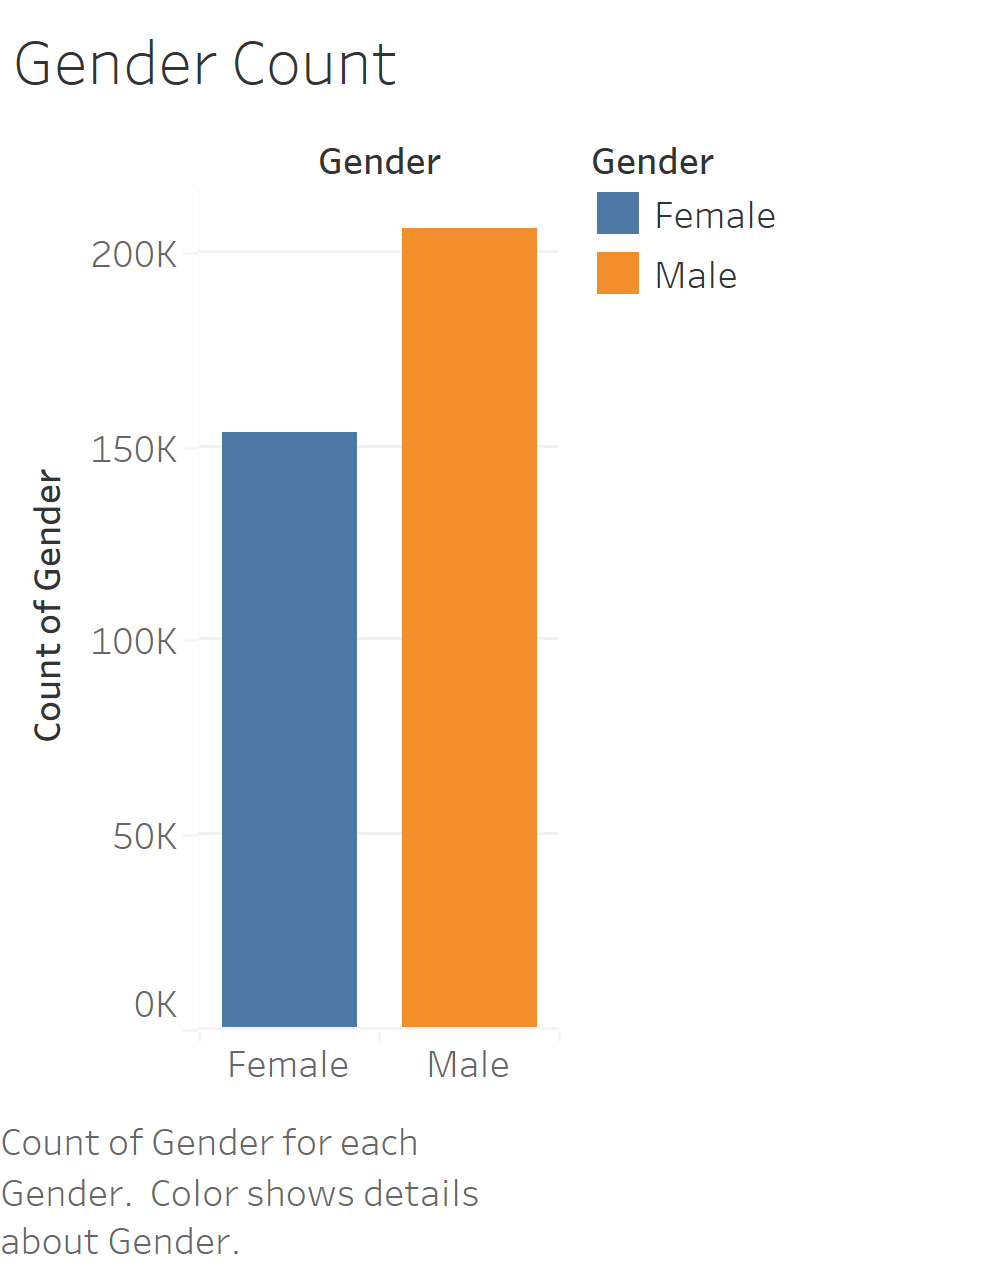 Gender Count
Gender
Gender
Female
Male
200K
150K
100K
50K
0K
Count of Gender
Female
Male
Count of Gender for each
Gender.  Color shows details
about Gender.